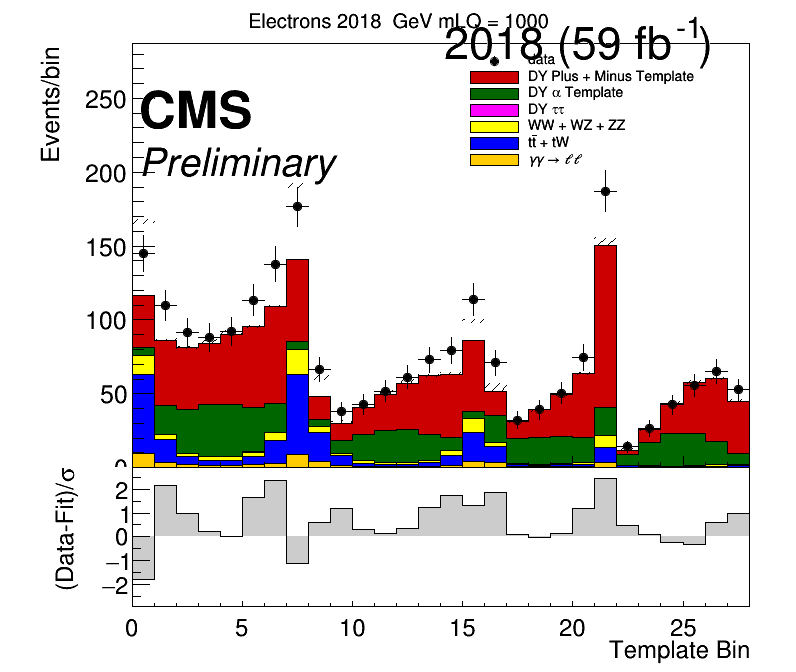 Electrons 2018 GeV mLQ = 1000
2018 (59 fb⁻¹)
data
DY Plus + Minus Template
DY α Template
DY ττ
WW + WZ + ZZ
tt̄ + tW
γγ → ℓℓ
CMS
Preliminary
Events/bin
250
200
150
100
50
0
(Data-Fit)/σ
2
1
0
−1
−2
0 5 10 15 20 25
Template Bin